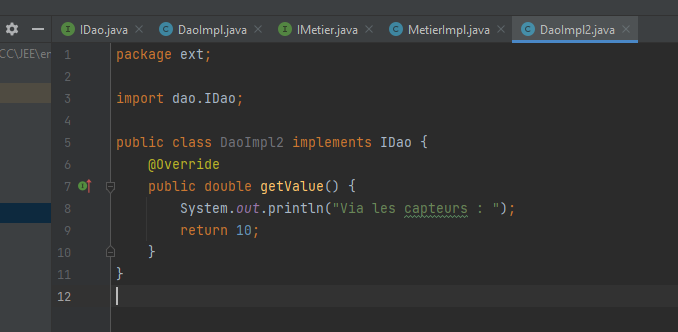 IDao.java DaoImpl.java IMetier.java MetierImpl.java DaoImpl2.java
CC\JEE\er
1 package ext;
2
3 import dao.IDao;
4
5 public class DaoImpl2 implements IDao {
6 @Override
7 public double getValue() {
8 System.out.println("Via les capteurs : ");
9 return 10;
10 }
11 }
12